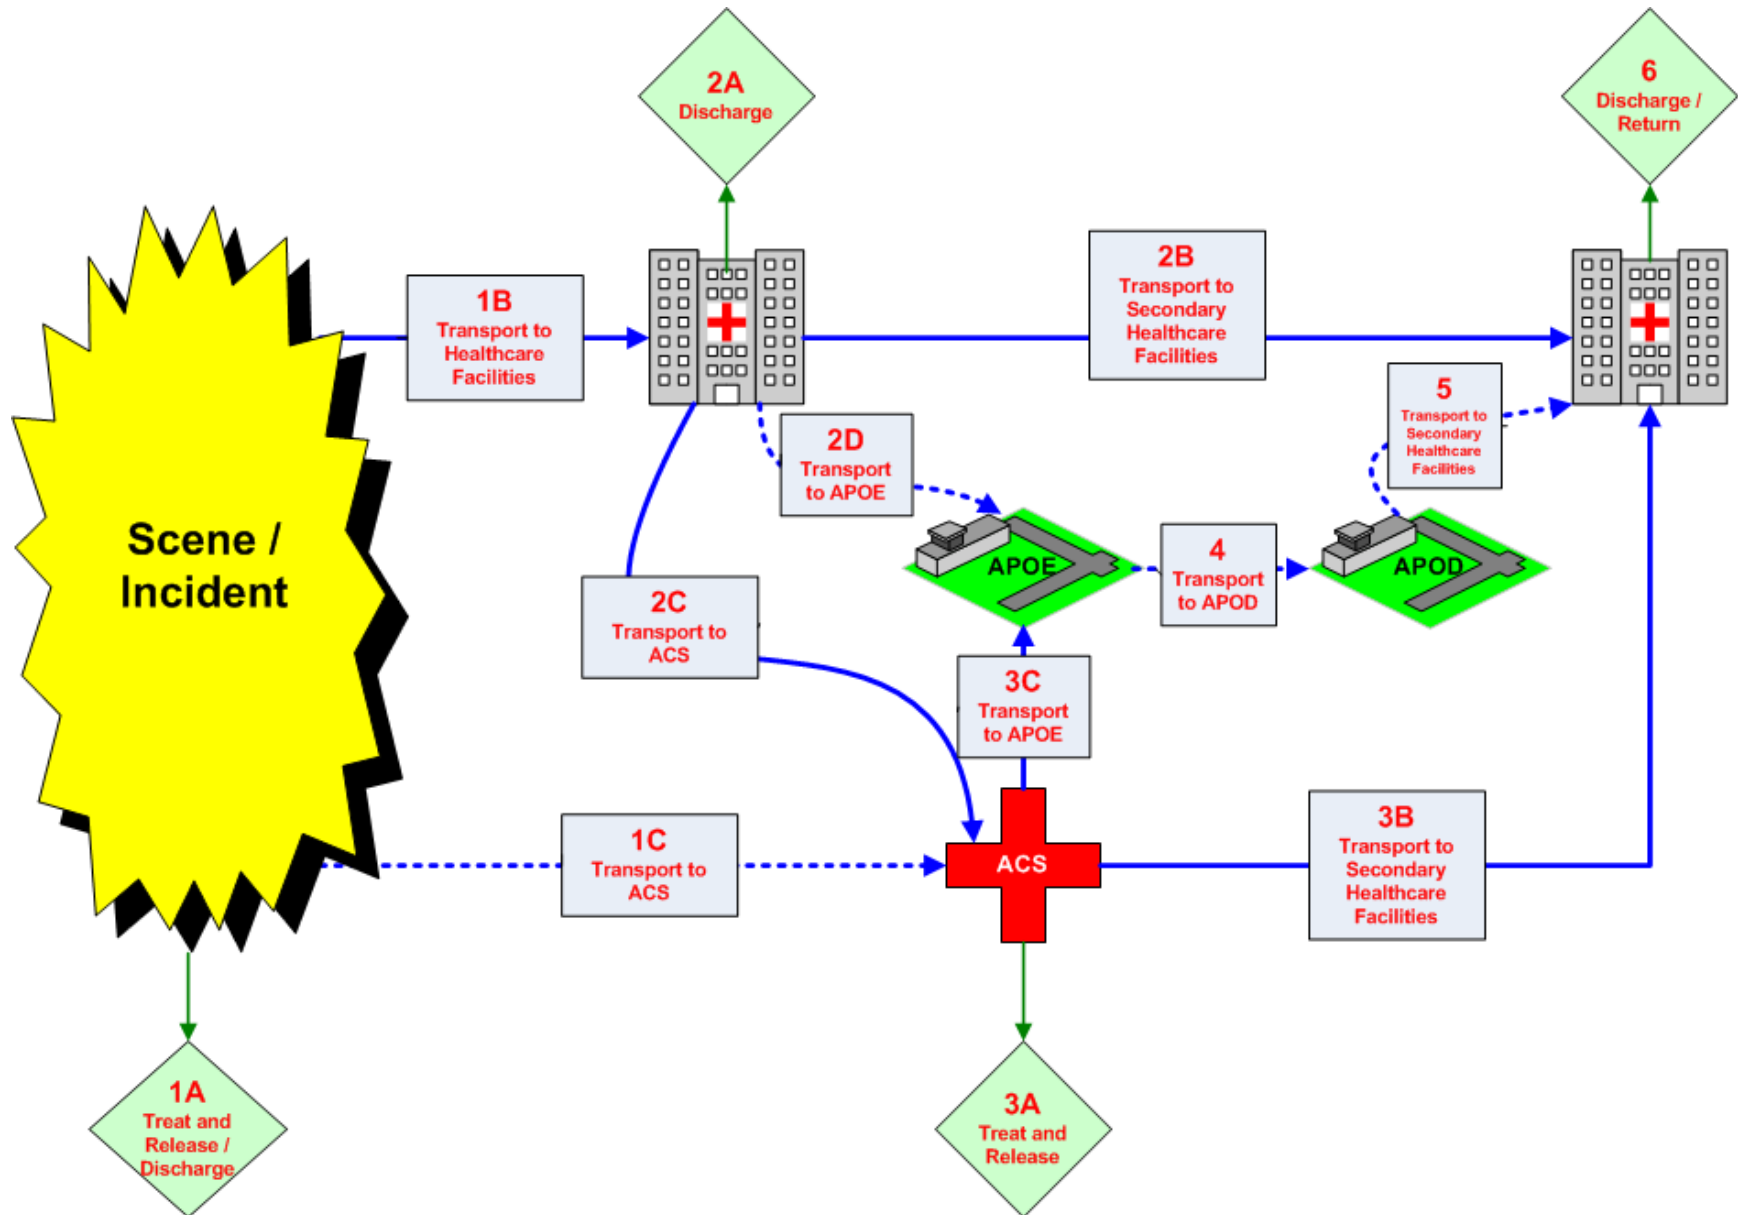 2A
Discharge
6
Discharge /
Return
1B
Transport to
Healthcare
Facilities
2B
Transport to
Secondary
Healthcare
Facilities
5
Transport to
Secondary
Healthcare
Facilities
2D
Transport
to APOE
Scene /
Incident
APOE
4
Transport
to APOD
APOD
2C
Transport to
ACS
3C
Transport
to APOE
1C
Transport to
ACS
ACS
3B
Transport to
Secondary
Healthcare
Facilities
1A
Treat and
Release /
Discharge
3A
Treat and
Release